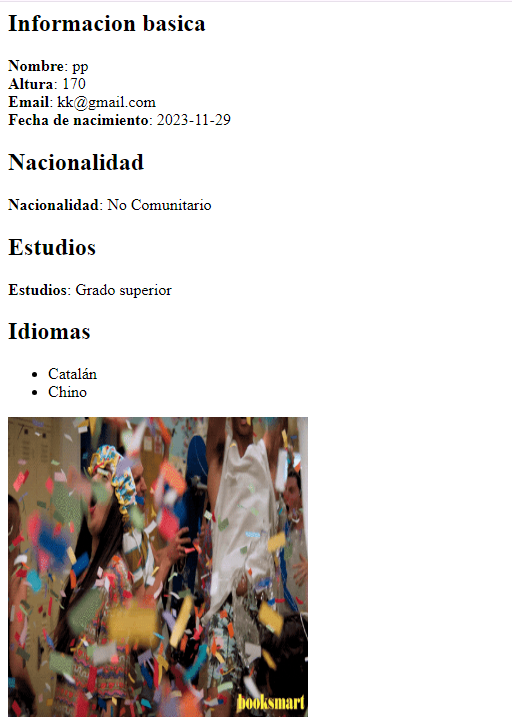 Informacion basica
Nombre: pp
Altura: 170
Email: kk@gmail.com
Fecha de nacimiento: 2023-11-29
Nacionalidad
Nacionalidad: No Comunitario
Estudios
Estudios: Grado superior
Idiomas
Catalán
Chino
booksmart